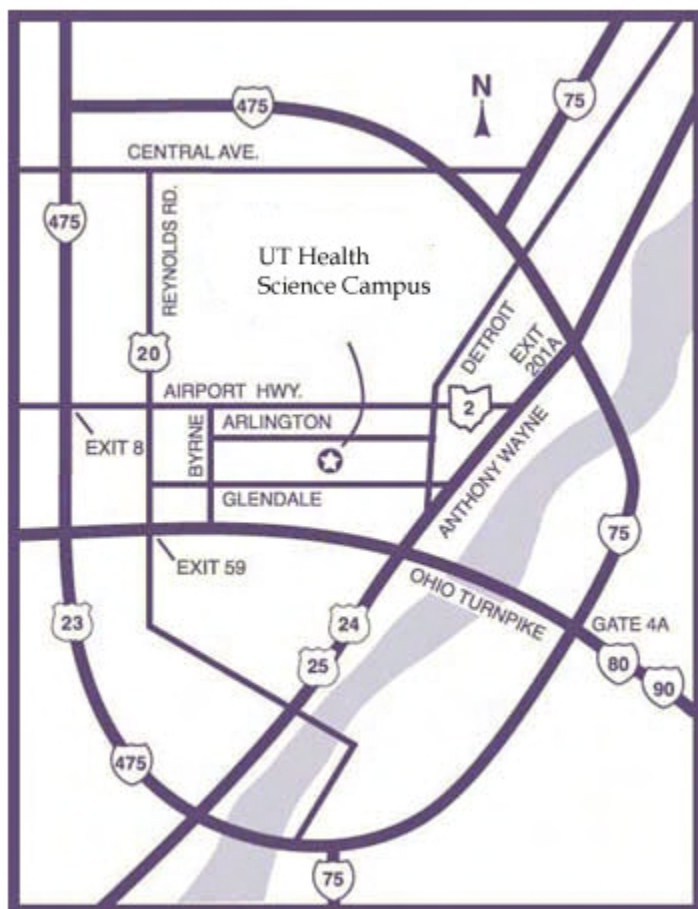 475
75
N
CENTRAL AVE.
475
REYNOLDS RD.
UT Health
Science Campus
20
DETROIT
EXIT
201A
AIRPORT HWY.
2
EXIT 8
BYRNE
ARLINGTON
ANTHONY WAYNE
GLENDALE
75
EXIT 59
OHIO TURNPIKE
23
24
GATE 4A
25
80
90
475
75